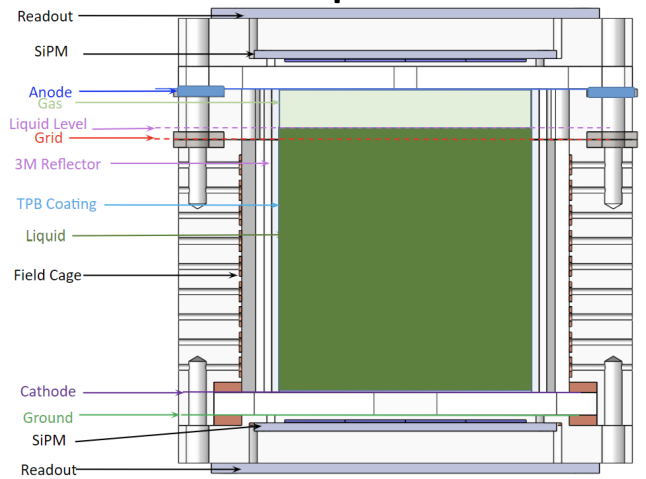 Readout
SiPM
Anode
Gas
Liquid Level
Grid
3M Reflector
TPB Coating
Liquid
Field Cage
Cathode
Ground
SiPM
Readout